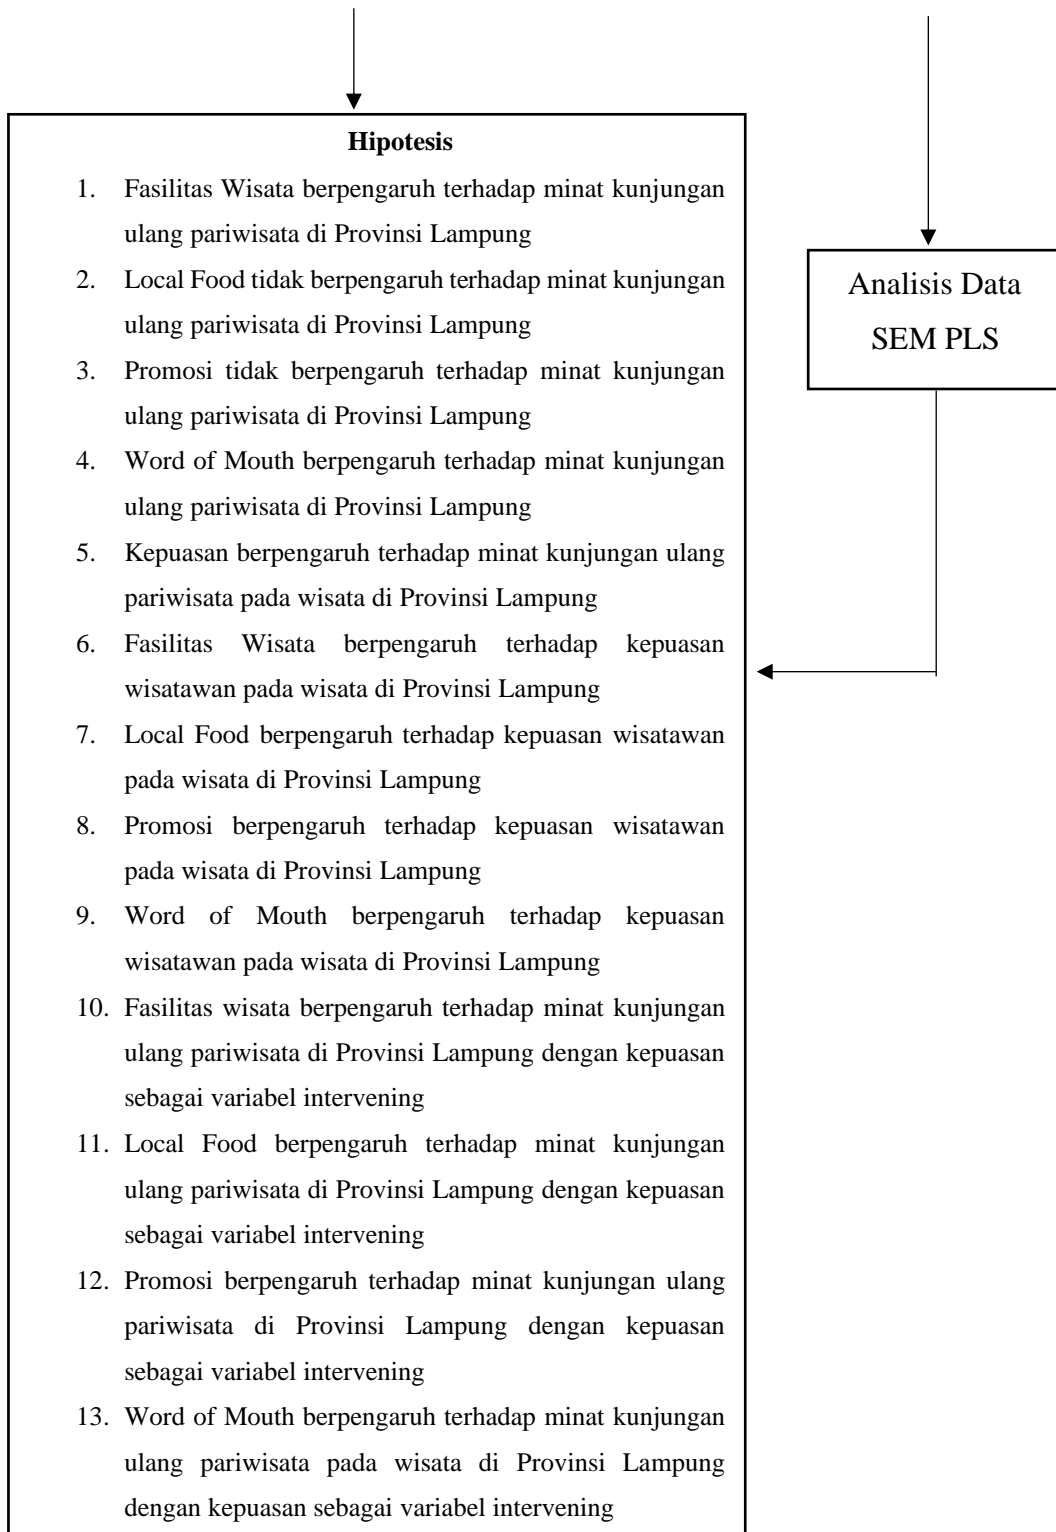 Hipotesis
1. Fasilitas Wisata berpengaruh terhadap minat kunjungan
ulang pariwisata di Provinsi Lampung
2. Local Food tidak berpengaruh terhadap minat kunjungan
ulang pariwisata di Provinsi Lampung
3. Promosi tidak berpengaruh terhadap minat kunjungan
ulang pariwisata di Provinsi Lampung
4. Word of Mouth berpengaruh terhadap minat kunjungan
ulang pariwisata di Provinsi Lampung
5. Kepuasan berpengaruh terhadap minat kunjungan ulang
pariwisata pada wisata di Provinsi Lampung
6. Fasilitas Wisata berpengaruh terhadap kepuasan
wisatawan pada wisata di Provinsi Lampung
7. Local Food berpengaruh terhadap kepuasan wisatawan
pada wisata di Provinsi Lampung
8. Promosi berpengaruh terhadap kepuasan wisatawan
pada wisata di Provinsi Lampung
9. Word of Mouth berpengaruh terhadap kepuasan
wisatawan pada wisata di Provinsi Lampung
10. Fasilitas wisata berpengaruh terhadap minat kunjungan
ulang pariwisata di Provinsi Lampung dengan kepuasan
sebagai variabel intervening
11. Local Food berpengaruh terhadap minat kunjungan
ulang pariwisata di Provinsi Lampung dengan kepuasan
sebagai variabel intervening
12. Promosi berpengaruh terhadap minat kunjungan ulang
pariwisata di Provinsi Lampung dengan kepuasan
sebagai variabel intervening
13. Word of Mouth berpengaruh terhadap minat kunjungan
ulang pariwisata pada wisata di Provinsi Lampung
dengan kepuasan sebagai variabel intervening
Analisis Data
SEM PLS